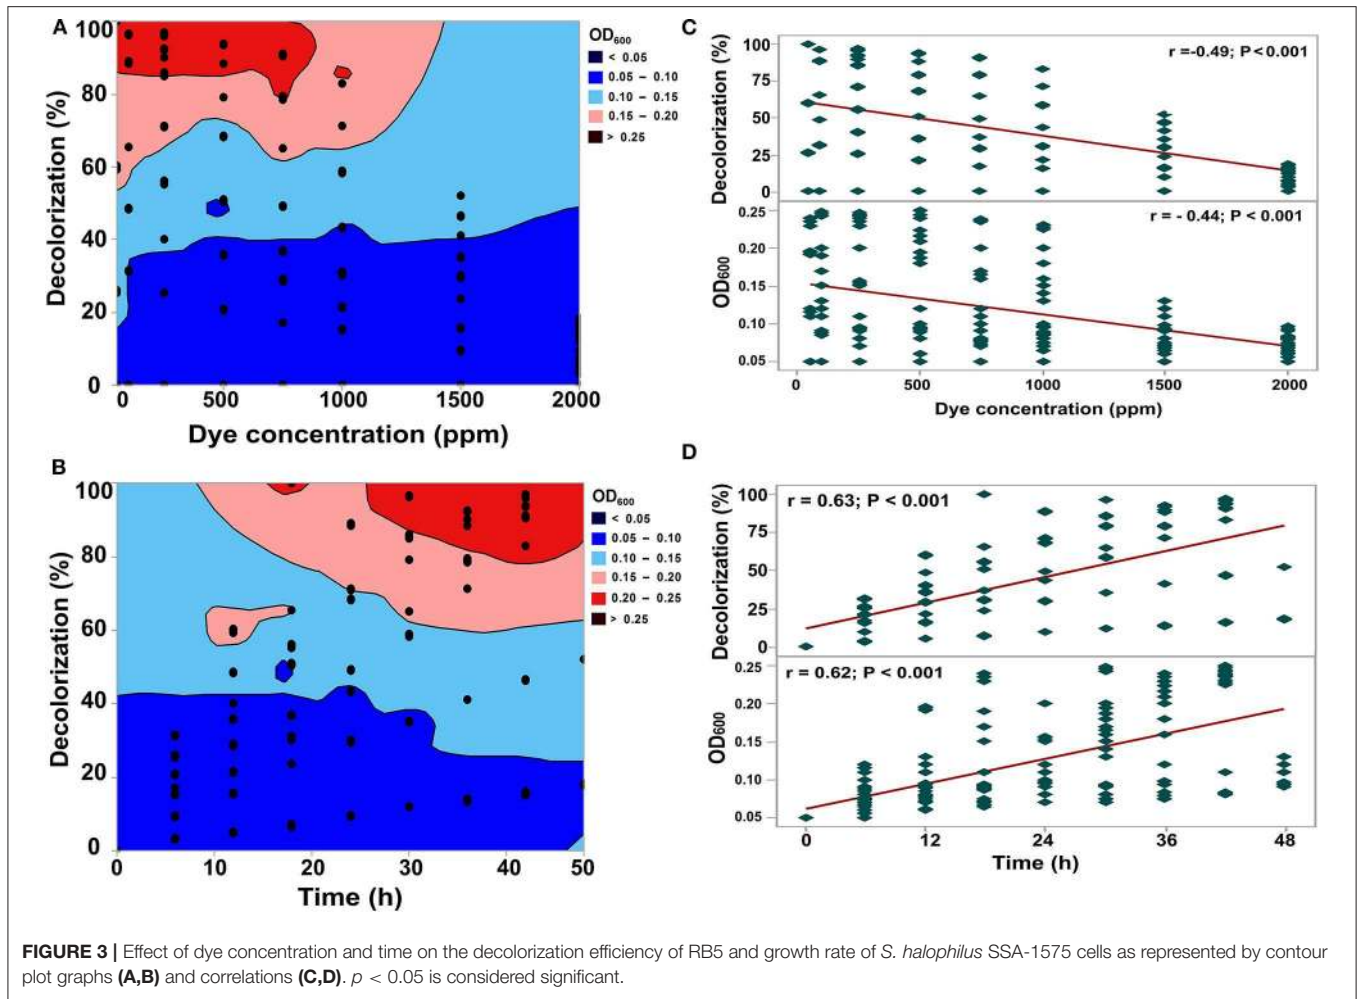 A
100
80
60
40
20
0
Decolorization (%)
0 500 1000 1500 2000
Dye concentration (ppm)
OD600
< 0.05
0.05 – 0.10
0.10 – 0.15
0.15 – 0.20
> 0.25
B
100
80
60
40
20
0
Decolorization (%)
0 10 20 30 40 50
Time (h)
OD600
< 0.05
0.05 – 0.10
0.10 – 0.15
0.15 – 0.20
0.20 – 0.25
> 0.25
C
r =-0.49; P <0.001
100
75
50
25
0
Decolorization (%)
r = - 0.44; P < 0.001
0.25
0.20
0.15
0.10
0.05
OD600
0 500 1000 1500 2000
Dye concentration (ppm)
D
r = 0.63; P < 0.001
100
75
50
25
0
Decolorization (%)
r = 0.62; P < 0.001
0.25
0.20
0.15
0.10
0.05
OD600
0 12 24 36 48
Time (h)
FIGURE 3 | Effect of dye concentration and time on the decolorization efficiency of RB5 and growth rate of S. halophilus SSA-1575 cells as represented by contour
plot graphs (A,B) and correlations (C,D). p < 0.05 is considered significant.